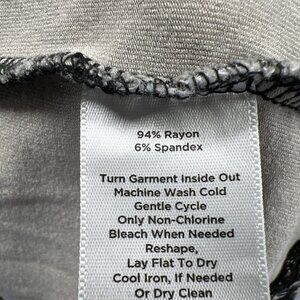 94% Rayon
6% Spandex
Turn Garment Inside Out
Machine Wash Cold
Gentle Cycle
Only Non-Chlorine
Bleach When Needed
Reshape,
Lay Flat To Dry
Cool Iron, If Needed
Or Dry Clean